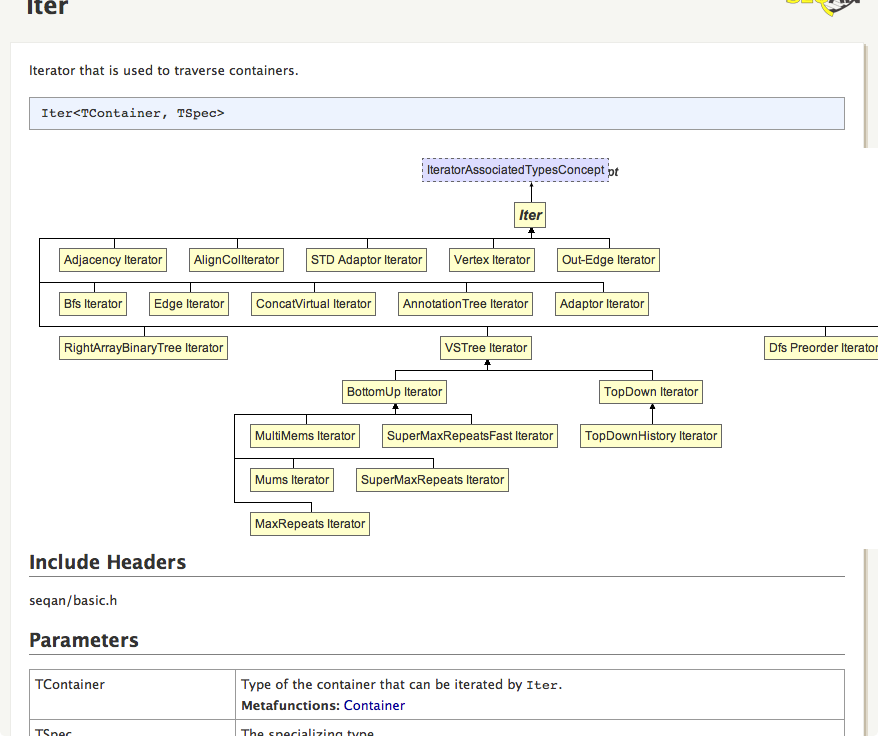 Iter
SEQAN
Iterator that is used to traverse containers.
Iter<TContainer, TSpec>
IteratorAssociatedTypesConcept pt
Iter
Adjacency Iterator AlignColIterator STD Adaptor Iterator Vertex Iterator Out-Edge Iterator
Bfs Iterator Edge Iterator ConcatVirtual Iterator AnnotationTree Iterator Adaptor Iterator
RightArrayBinaryTree Iterator VSTree Iterator Dfs Preorder Iterator
BottomUp Iterator TopDown Iterator
MultiMems Iterator SuperMaxRepeatsFast Iterator TopDownHistory Iterator
Mums Iterator SuperMaxRepeats Iterator
MaxRepeats Iterator
Include Headers
seqan/basic.h
Parameters
TContainer Type of the container that can be iterated by Iter.
Metafunctions: Container
TSpec The specializing type